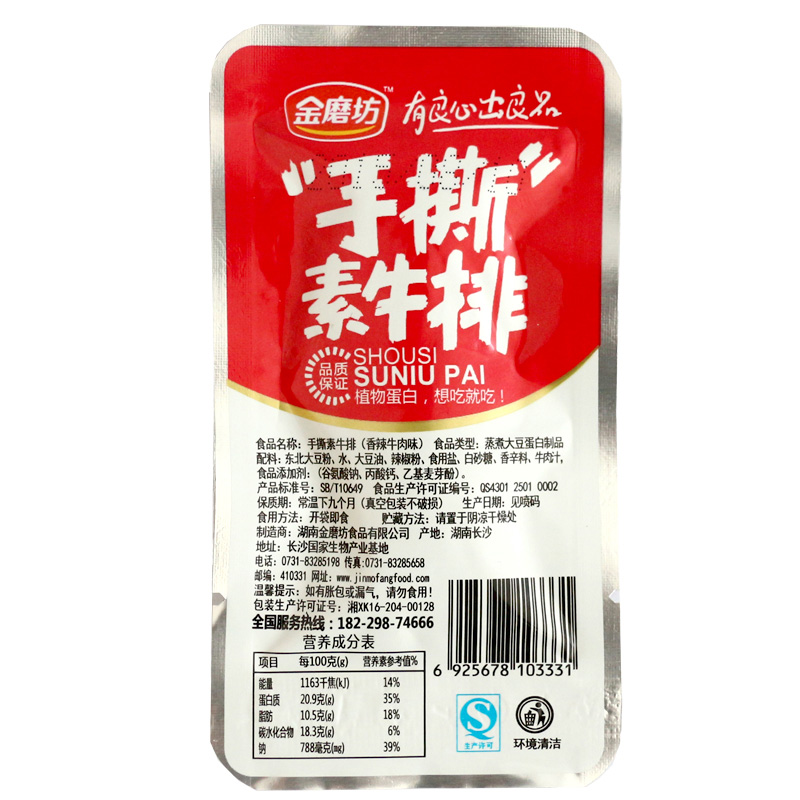 金磨坊™ 有良心出良品
“手撕”
素牛排
品质保证
SHOUSI
SUNIU PAI
植物蛋白，想吃就吃！
食品名称：手撕素牛排（香辣牛肉味） 食品类型：蒸煮大豆蛋白制品
配料：东北大豆粉、水、大豆油、辣椒粉、食用盐、白砂糖、香辛料、牛肉汁，
食品添加剂：（谷氨酸钠、丙酸钙、乙基麦芽酚）。
产品标准号：SB/T10649 食品生产许可证编号：QS4301 2501 0002
保质期：常温下九个月（真空包装不破损） 生产日期：见喷码
食用方法：开袋即食 贮藏方法：请置于阴凉干燥处
制造商：湖南金磨坊食品有限公司 产地：湖南长沙
地址：长沙国家生物产业基地
电话：0731-83285198 传真：0731-83285658
邮编：410331 网址：www.jinmofangfood.com
温馨提示：如有胀包或漏气，请勿食用！
包装生产许可证号：湘XK16-204-00128
全国服务热线：182-298-74666
营养成分表
项目 每100克(g) 营养素参考值%
能量 1163千焦(kJ) 14%
蛋白质 20.9克(g) 35%
脂肪 10.5克(g) 18%
碳水化合物 18.3克(g) 6%
钠 788毫克(mg) 39%
6 925678 103331
生产许可
环境清洁